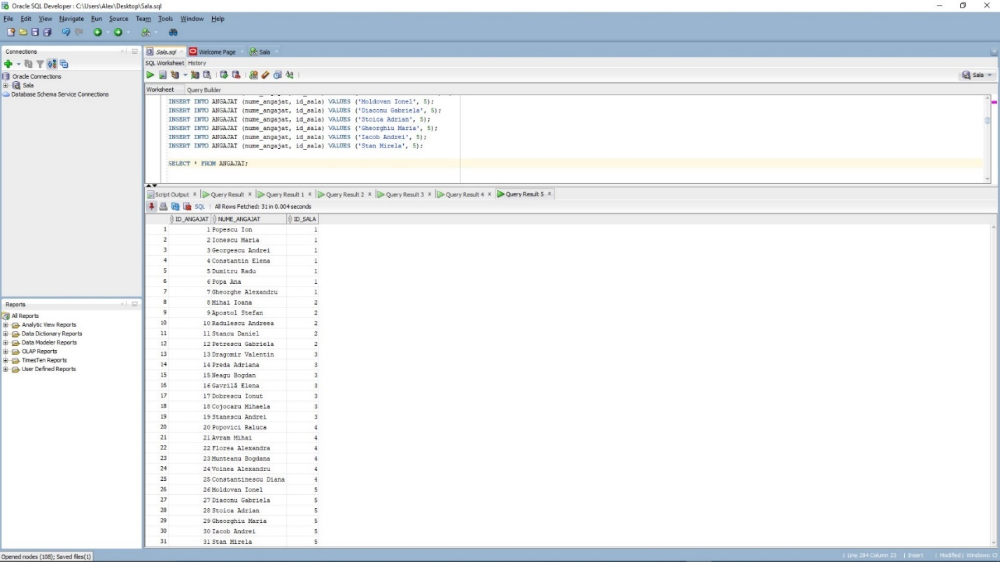 Oracle SQL Developer : C:\Users\Alex\Desktop\Sala.sql
File Edit View Navigate Run Source Team Tools Window Help
Connections
Oracle Connections
Sala
Database Schema Service Connections
Reports
All Reports
Analytic View Reports
Data Dictionary Reports
Data Modeler Reports
OLAP Reports
TimesTen Reports
User Defined Reports
Sala.sql Welcome Page Sala
SQL Worksheet History
Sala
Worksheet Query Builder
INSERT INTO ANGAJAT (nume_angajat, id_sala) VALUES ('Moldovan Ionel', 5);
INSERT INTO ANGAJAT (nume_angajat, id_sala) VALUES ('Diaconu Gabriela', 5);
INSERT INTO ANGAJAT (nume_angajat, id_sala) VALUES ('Stoica Adrian', 5);
INSERT INTO ANGAJAT (nume_angajat, id_sala) VALUES ('Gheorghiu Maria', 5);
INSERT INTO ANGAJAT (nume_angajat, id_sala) VALUES ('Iacob Andrei', 5);
INSERT INTO ANGAJAT (nume_angajat, id_sala) VALUES ('Stan Mirela', 5);
SELECT * FROM ANGAJAT;
Script Output x Query Result x Query Result 1 x Query Result 2 x Query Result 3 x Query Result 4 x Query Result 5 x
SQL | All Rows Fetched: 31 in 0.004 seconds
ID_ANGAJAT NUME_ANGAJAT ID_SALA
1 1 Popescu Ion 1
2 2 Ionescu Maria 1
3 3 Georgescu Andrei 1
4 4 Constantin Elena 1
5 5 Dumitru Radu 1
6 6 Popa Ana 1
7 7 Gheorghe Alexandru 1
8 8 Mihai Ioana 2
9 9 Apostol Stefan 2
10 10 Radulescu Andreea 2
11 11 Stancu Daniel 2
12 12 Petrescu Gabriela 2
13 13 Dragomir Valentin 3
14 14 Preda Adriana 3
15 15 Neagu Bogdan 3
16 16 Gavrilă Elena 3
17 17 Dobrescu Ionut 3
18 18 Cojocaru Mihaela 3
19 19 Stanescu Andrei 3
20 20 Popovici Raluca 4
21 21 Avram Mihai 4
22 22 Florea Alexandra 4
23 23 Munteanu Bogdana 4
24 24 Voinea Alexandru 4
25 25 Constantinescu Diana 4
26 26 Moldovan Ionel 5
27 27 Diaconu Gabriela 5
28 28 Stoica Adrian 5
29 29 Gheorghiu Maria 5
30 30 Iacob Andrei 5
31 31 Stan Mirela 5
Opened nodes (108); Saved files(1)
| Line 284 Column 23 | Insert | Modified | Windows: Cl